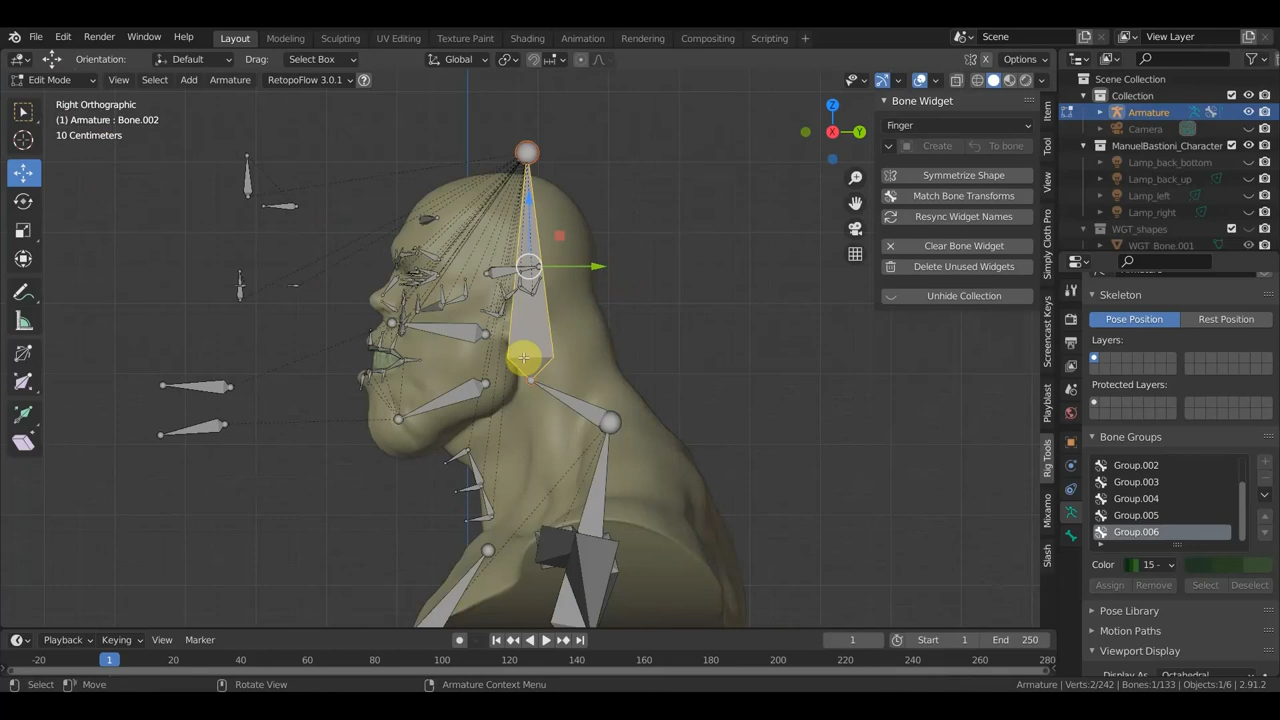 File Edit Render Window Help Layout Modeling Sculpting UV Editing Texture Paint Shading Animation Rendering Compositing Scripting + Scene View Layer
Orientation: Default Drag: Select Box Global Options
Edit Mode View Select Add Armature RetopoFlow 3.0.1 X
Right Orthographic
(1) Armature : Bone.002
10 Centimeters
Z
X
Y
Bone Widget
Finger
Create To bone
Symmetrize Shape
Match Bone Transforms
Resync Widget Names
Clear Bone Widget
Delete Unused Widgets
Unhide Collection
Item
Tool
View
Simply Cloth Pro
Screencast Keys
Playblast
Rig Tools
Mixamo
Slash
Scene Collection
Collection
Armature
Camera
ManuelBastioni_Character
Lamp_back_bottom
Lamp_back_up
Lamp_left
Lamp_right
WGT_shapes
WGT_Bone.001
Skeleton
Pose Position Rest Position
Layers:
Protected Layers:
Bone Groups
Group.002
Group.003
Group.004
Group.005
Group.006
Color 15 -
Assign Remove Select Deselect
Pose Library
Motion Paths
Viewport Display
Octahedral
Playback Keying View Marker 1 Start 1 End 250
-20 1 20 40 60 80 100 120 140 160 180 200 220 240 260 280
Select Move Rotate View Armature Context Menu Armature | Verts:2/242 | Bones:1/133 | Objects:1/6 | 2.91.2